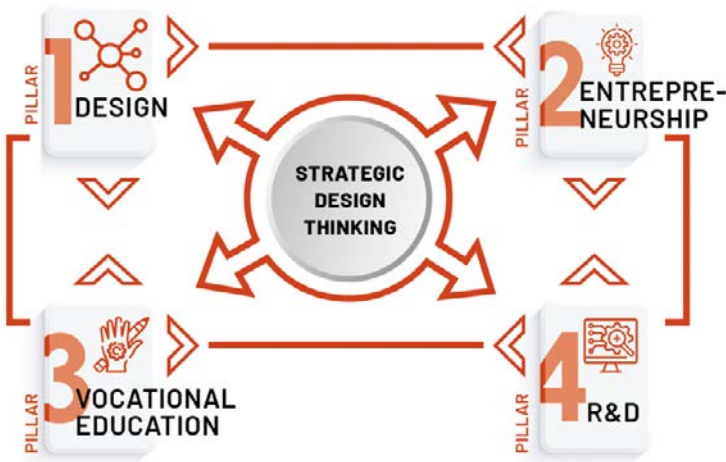 PILLAR
1
DESIGN
PILLAR
2
ENTREPRE-
NEURSHIP
STRATEGIC
DESIGN
THINKING
PILLAR
3
VOCATIONAL
EDUCATION
PILLAR
4
R&D